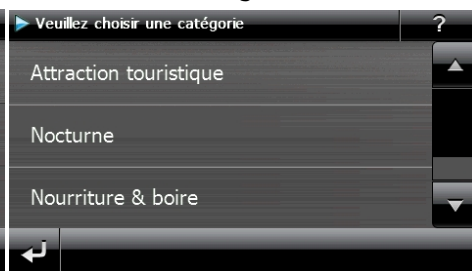 Veuillez choisir une catégorie
?
Attraction touristique
Nocturne
Nourriture & boire